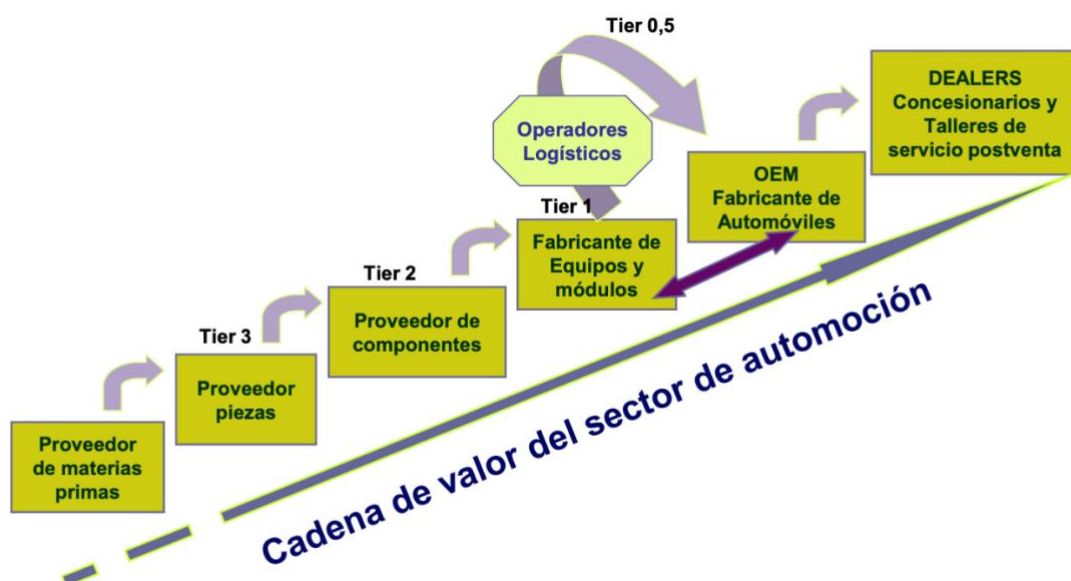 Tier 0,5
DEALERS
Concesionarios y
Talleres de
servicio postventa
Operadores
Logísticos
OEM
Fabricante de
Automóviles
Tier 1
Fabricante de
Equipos y
módulos
Tier 2
Proveedor de
componentes
Tier 3
Proveedor
piezas
Proveedor
de materias
primas
Cadena de valor del sector de automoción